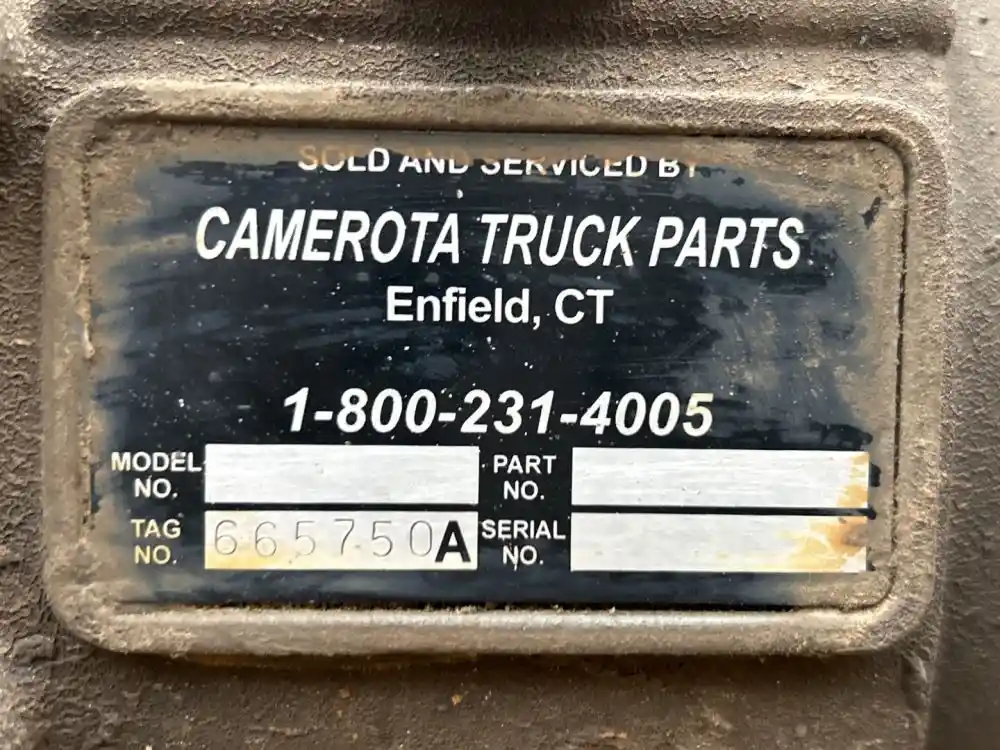 SOLD AND SERVICED BY
CAMEROTA TRUCK PARTS
Enfield, CT
1-800-231-4005
MODEL NO.
PART NO.
TAG NO. 665750A
SERIAL NO.